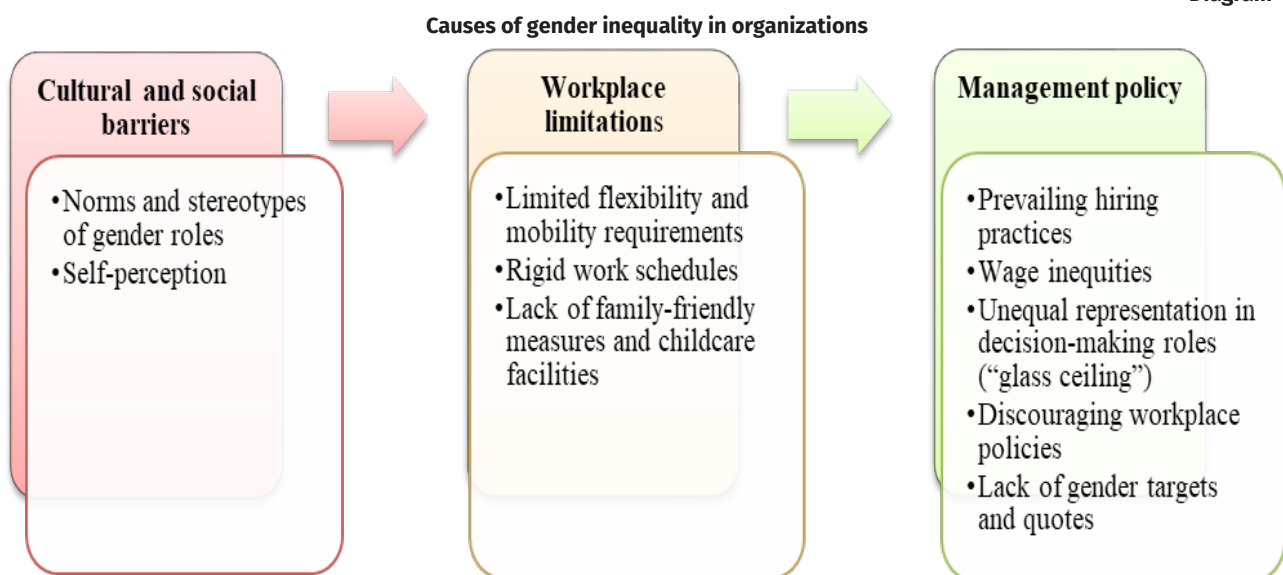 Diagram
Causes of gender inequality in organizations
Cultural and social
barriers
•Norms and stereotypes
of gender roles
•Self-perception
Workplace
limitations
•Limited flexibility and
mobility requirements
•Rigid work schedules
•Lack of family-friendly
measures and childcare
facilities
Management policy
•Prevailing hiring
practices
•Wage inequities
•Unequal representation in
decision-making roles
(“glass ceiling”)
•Discouraging workplace
policies
•Lack of gender targets
and quotes